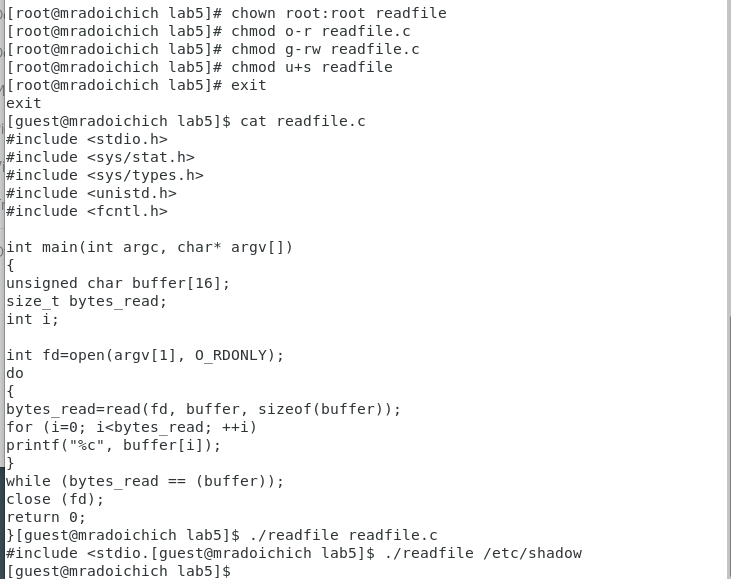 [root@mradoichich lab5]# chown root:root readfile
[root@mradoichich lab5]# chmod o-r readfile.c
[root@mradoichich lab5]# chmod g-rw readfile.c
[root@mradoichich lab5]# chmod u+s readfile
[root@mradoichich lab5]# exit
exit
[guest@mradoichich lab5]$ cat readfile.c
#include <stdio.h>
#include <sys/stat.h>
#include <sys/types.h>
#include <unistd.h>
#include <fcntl.h>

int main(int argc, char* argv[])
{
unsigned char buffer[16];
size_t bytes_read;
int i;

int fd=open(argv[1], O_RDONLY);
do
{
bytes_read=read(fd, buffer, sizeof(buffer));
for (i=0; i<bytes_read; ++i)
printf("%c", buffer[i]);
}
while (bytes_read == (buffer));
close (fd);
return 0;
}[guest@mradoichich lab5]$ ./readfile readfile.c
#include <stdio.[guest@mradoichich lab5]$ ./readfile /etc/shadow
[guest@mradoichich lab5]$